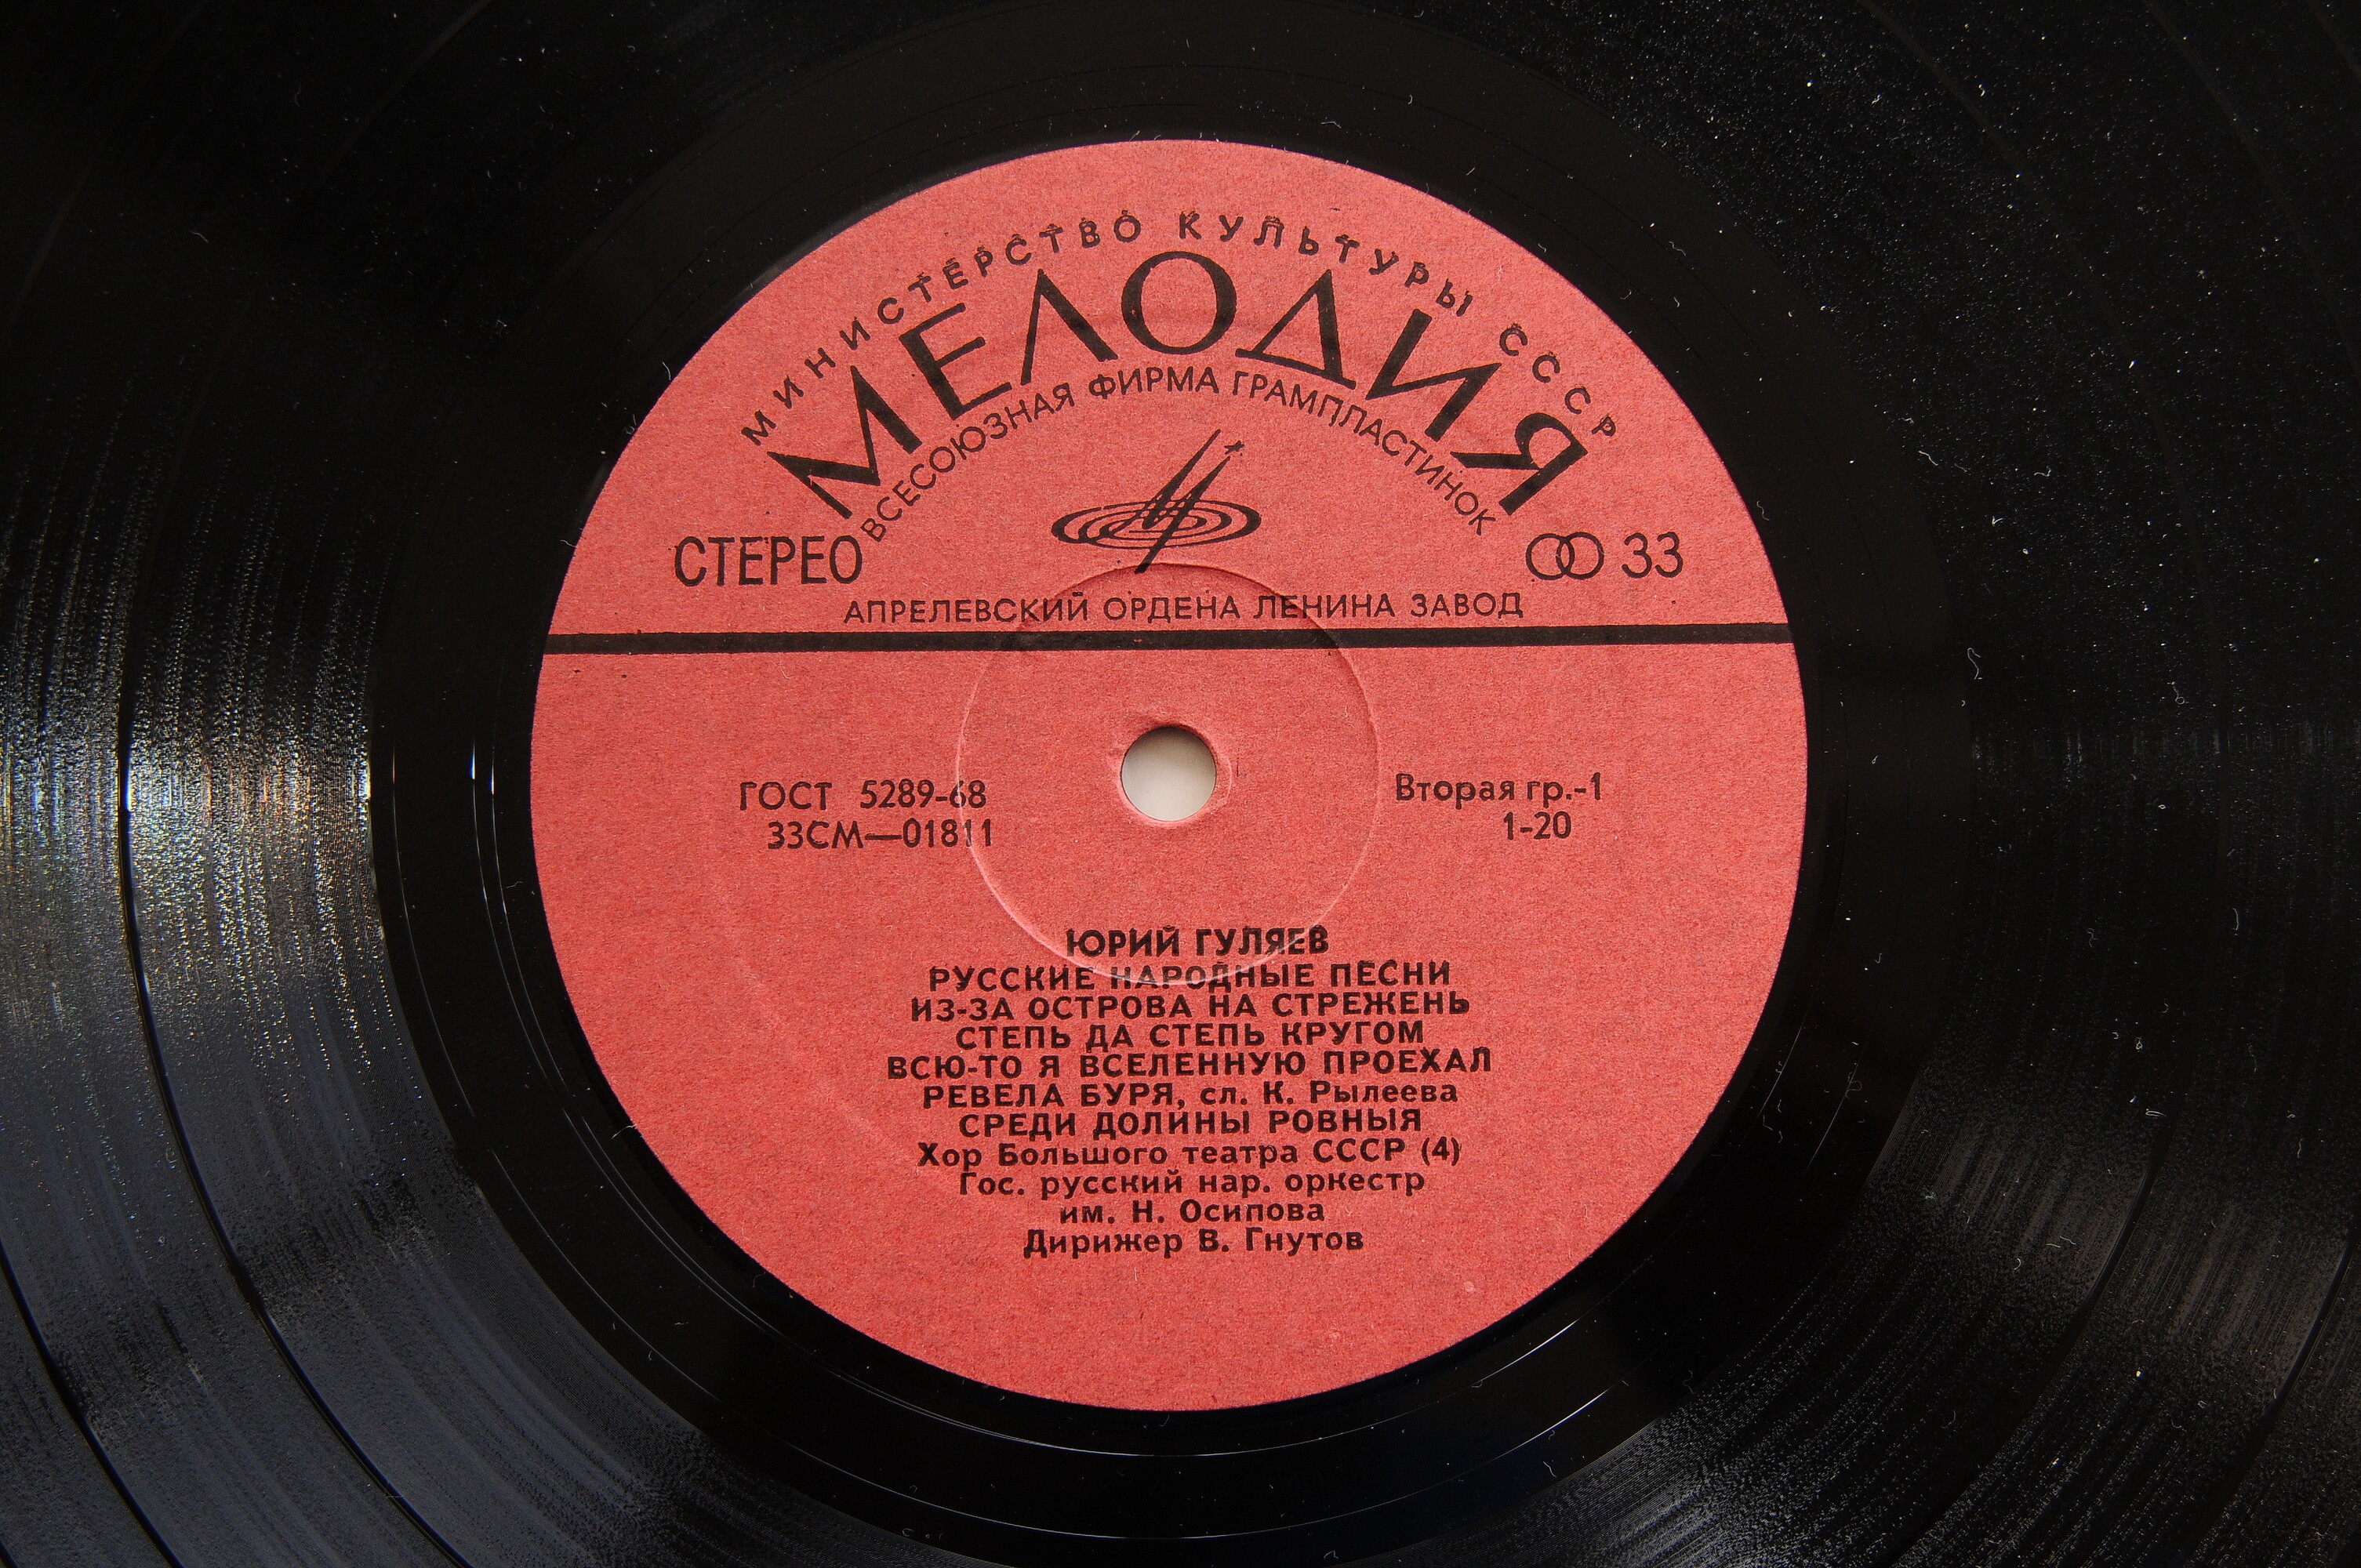 МИНИСТЕРСТВО КУЛЬТУРЫ СССР
МЕЛОДИЯ
ВСЕСОЮЗНАЯ ФИРМА ГРАМПЛАСТИНОК
СТЕРЕО
33
АПРЕЛЕВСКИЙ ОРДЕНА ЛЕНИНА ЗАВОД
ГОСТ 5289-68
33СМ—01811
Вторая гр.-1
1-20
ЮРИЙ ГУЛЯЕВ
РУССКИЕ НАРОДНЫЕ ПЕСНИ
ИЗ-ЗА ОСТРОВА НА СТРЕЖЕНЬ
СТЕПЬ ДА СТЕПЬ КРУГОМ
ВСЮ-ТО Я ВСЕЛЕННУЮ ПРОЕХАЛ
РЕВЕЛА БУРЯ, сл. К. Рылеева
СРЕДИ ДОЛИНЫ РОВНЫЯ
Хор Большого театра СССР (4)
Гос. русский нар. оркестр
им. Н. Осипова
Дирижер В. Гнутов